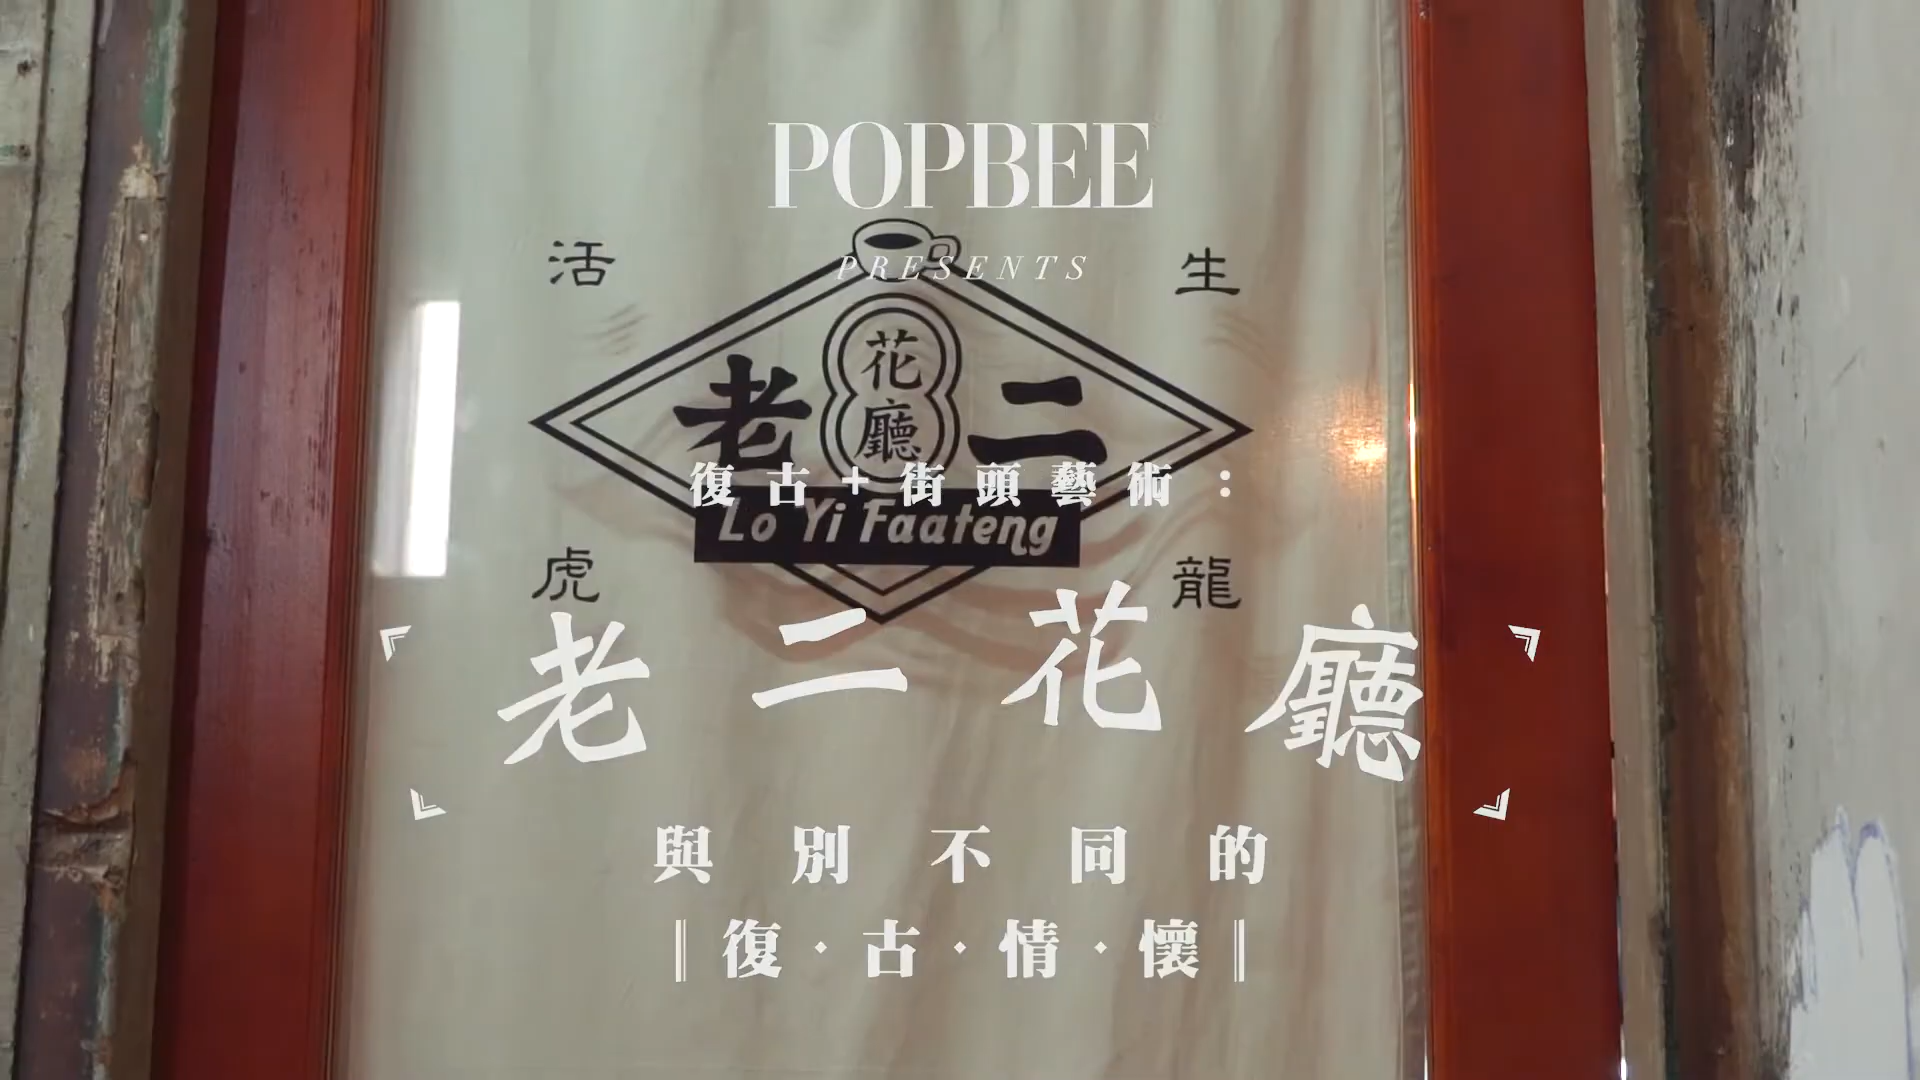 POPBEE
PRESENTS
活 生
花
老 二
廳
復古+街頭藝術：
Lo Yi Faateng
虎 龍
老二花廳
與別不同的
復·古·情·懷